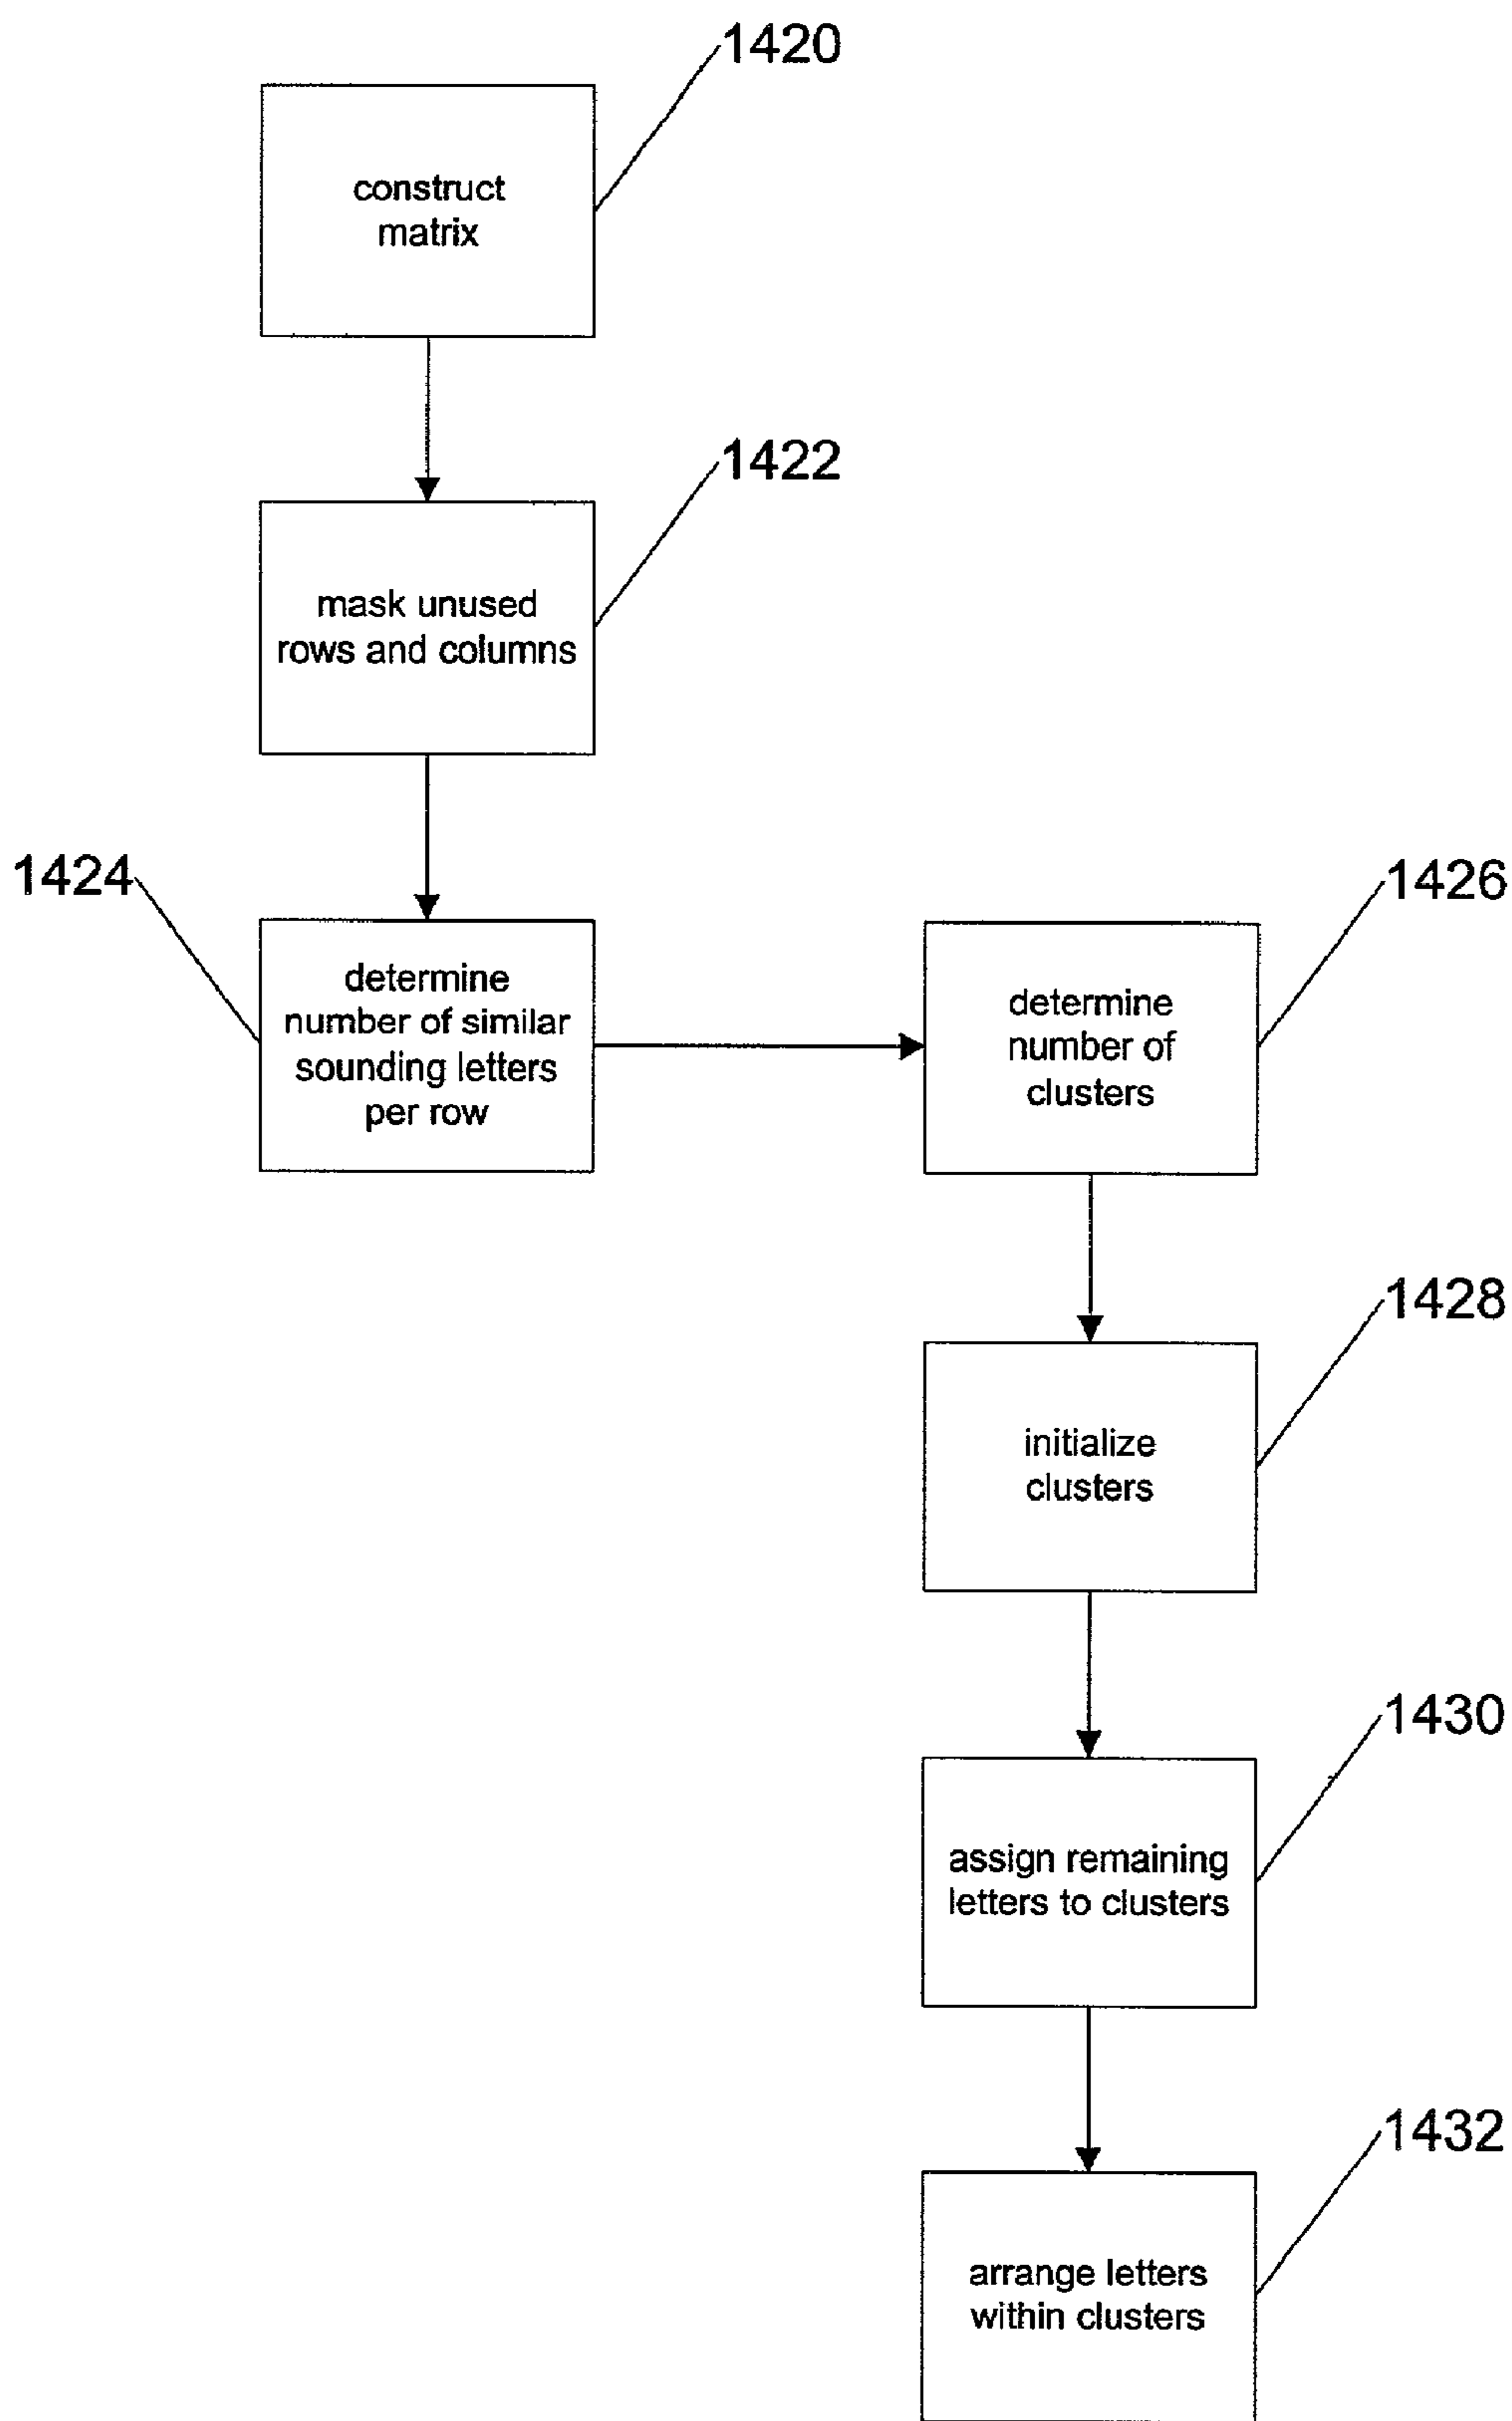 1420
construct
matrix
1422
mask unused
rows and columns
1424
determine
number of similar
sounding letters
per row
1426
determine
number of
clusters
1428
initialize
clusters
1430
assign remaining
letters to clusters
1432
arrange letters
within clusters